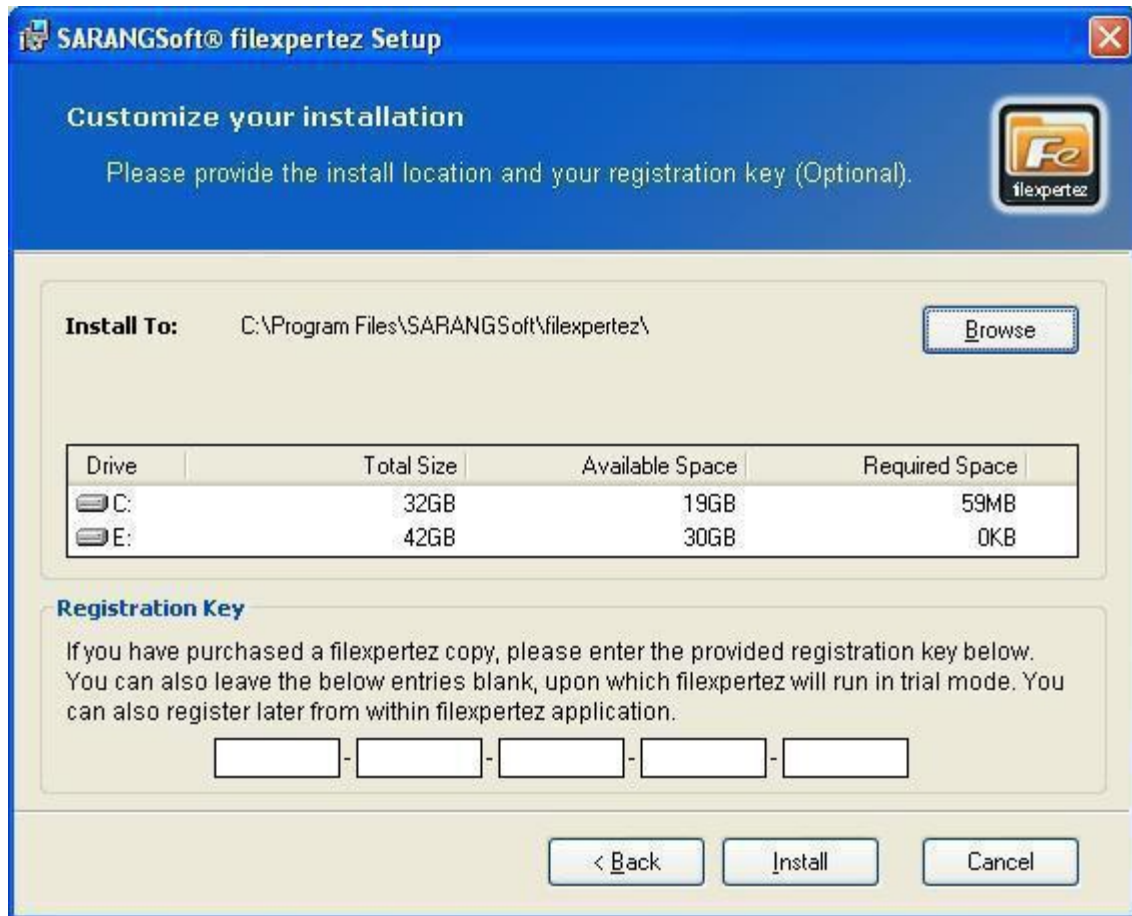 SARANGSoft® filexpertez Setup
Customize your installation
Please provide the install location and your registration key (Optional).
Fe
filexpertez
Install To: C:\Program Files\SARANGSoft\filexpertez\ Browse
Drive Total Size Available Space Required Space
C: 32GB 19GB 59MB
E: 42GB 30GB 0KB
Registration Key
If you have purchased a filexpertez copy, please enter the provided registration key below.
You can also leave the below entries blank, upon which filexpertez will run in trial mode. You
can also register later from within filexpertez application.
- - - -
< Back Install Cancel